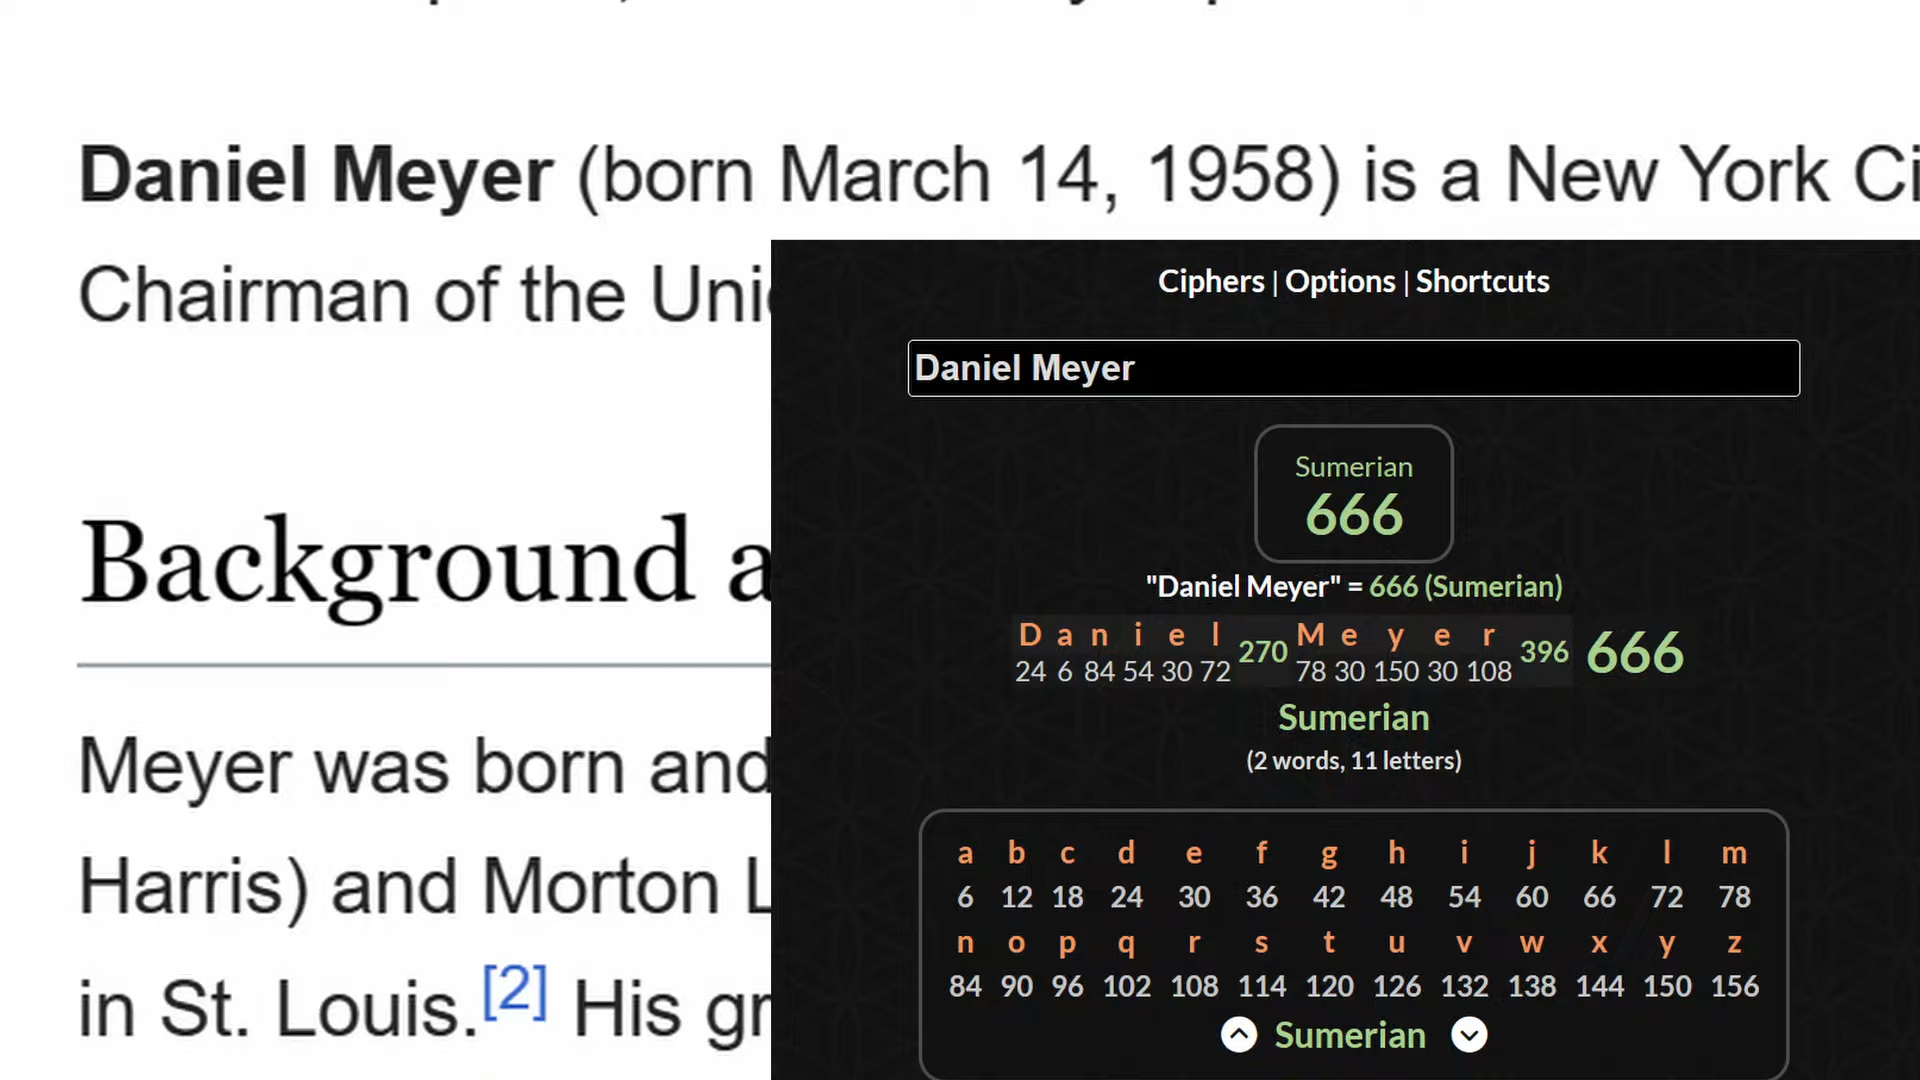 Daniel Meyer (born March 14, 1958) is a New York Ci
Chairman of the Uni
Background a
Meyer was born and
Harris) and Morton L
in St. Louis.[2] His gr
Ciphers | Options | Shortcuts
Daniel Meyer
Sumerian
666
"Daniel Meyer" = 666 (Sumerian)
D a n i e l 270 M e y e r 396 666
24 6 84 54 30 72 78 30 150 30 108
Sumerian
(2 words, 11 letters)
a b c d e f g h i j k l m
6 12 18 24 30 36 42 48 54 60 66 72 78
n o p q r s t u v w x y z
84 90 96 102 108 114 120 126 132 138 144 150 156
Sumerian